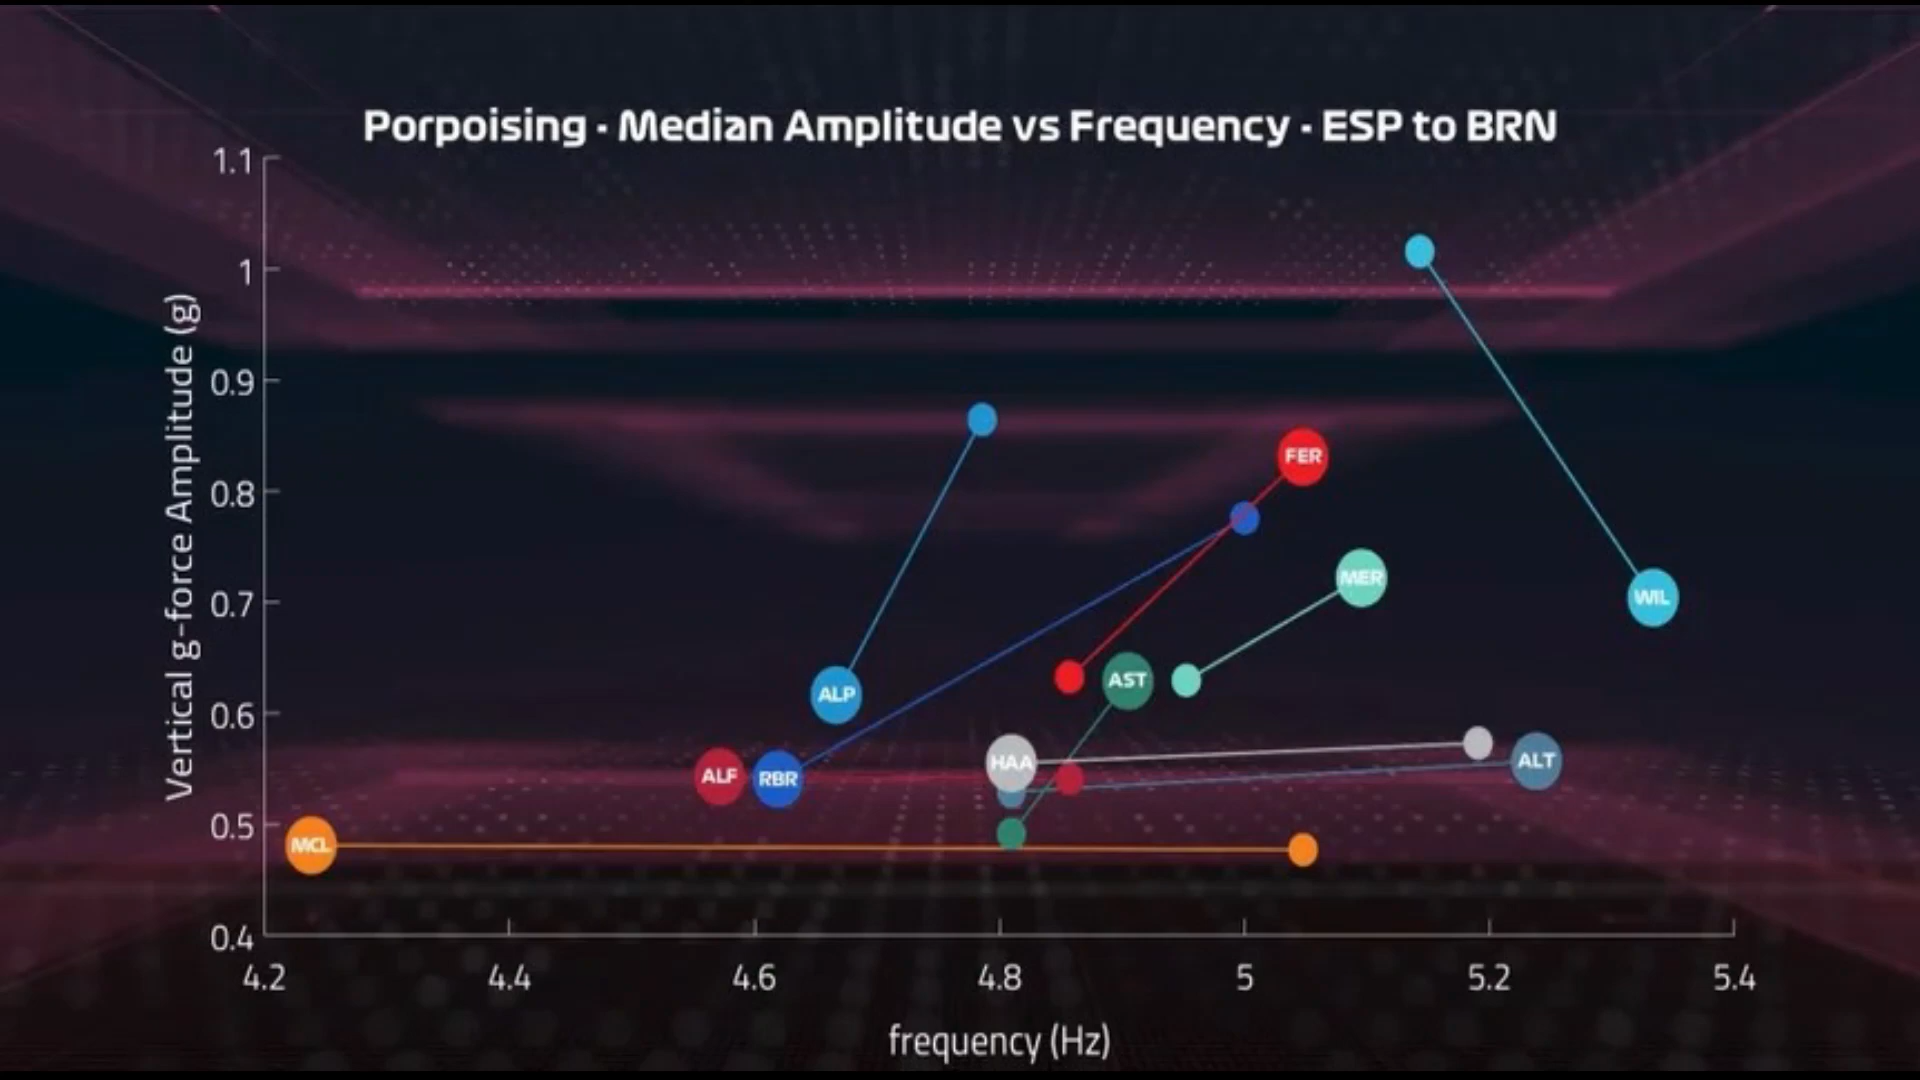 Porpoising - Median Amplitude vs Frequency - ESP to BRN
1.1
1
0.9
0.8
0.7
0.6
0.5
0.4
Vertical g-force Amplitude (g)
FER
MER
WIL
AST
ALP
HAA
ALT
ALF
RBR
MCL
4.2
4.4
4.6
4.8
5
5.2
5.4
frequency (Hz)